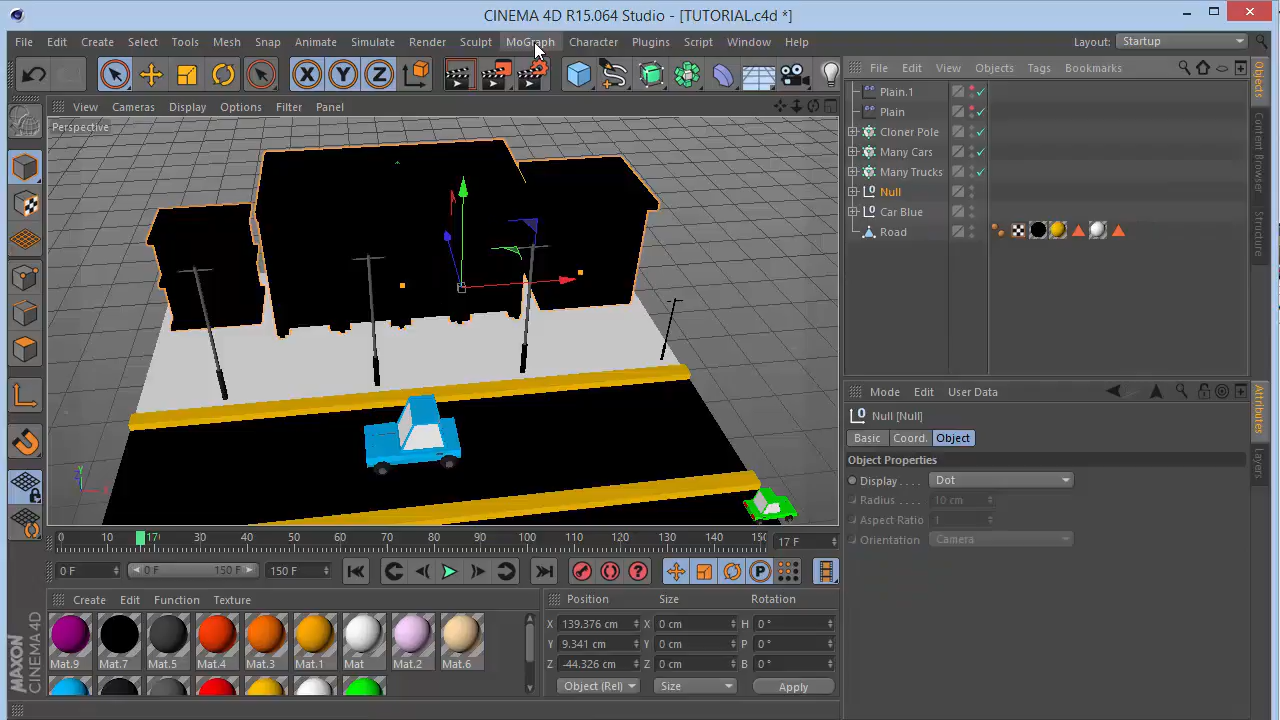 CINEMA 4D R15.064 Studio - [TUTORIAL.c4d *]
File Edit Create Select Tools Mesh Snap Animate Simulate Render Sculpt MoGraph Character Plugins Script Window Help Layout: Startup
X Y Z
File Edit View Objects Tags Bookmarks
View Cameras Display Options Filter Panel
Perspective
Plain.1
Plain
Cloner Pole
Many Cars
Many Trucks
Null
Car Blue
Road
Objects
Content Browser
Structure
Mode Edit User Data
Null [Null]
Basic Coord. Object
Object Properties
Display . . . . Dot
Radius . . . . 10 cm
Aspect Ratio 1
Orientation Camera
Attributes
Layers
0 10 17 30 40 50 60 70 80 90 100 110 120 130 140 150 17 F
0 F 0 F 150 F 150 F
P
Create Edit Function Texture
Mat.9 Mat.7 Mat.5 Mat.4 Mat.3 Mat.1 Mat Mat.2 Mat.6
Position Size Rotation
X 139.376 cm X 0 cm H 0 °
Y 9.341 cm Y 0 cm P 0 °
Z -44.326 cm Z 0 cm B 0 °
Object (Rel) Size Apply
MAXON
CINEMA 4D